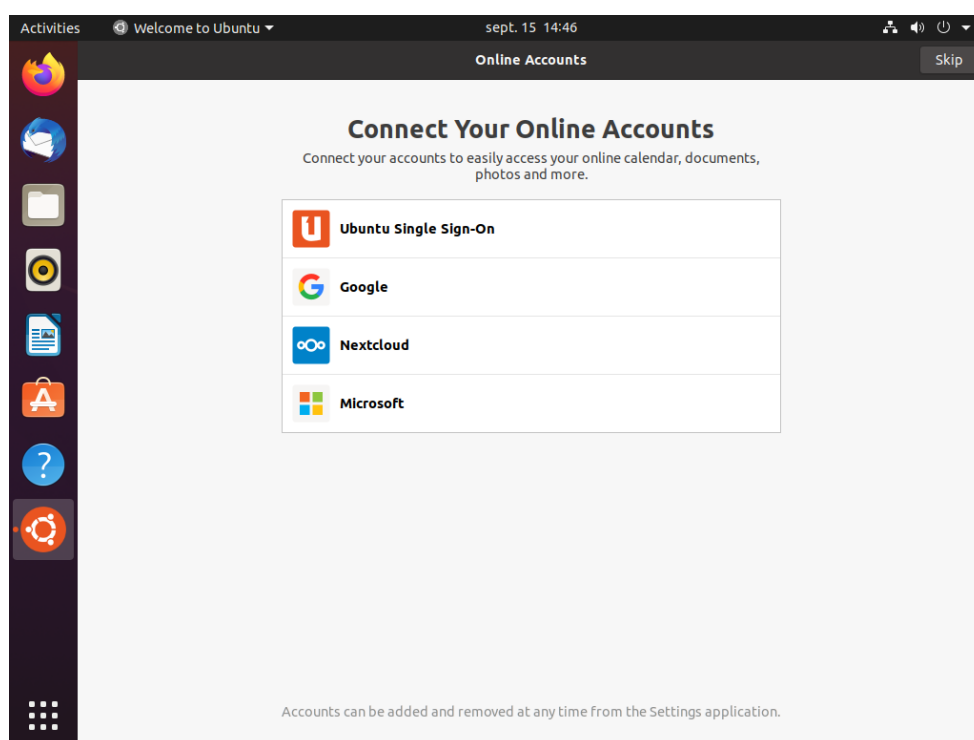 Activities Welcome to Ubuntu sept. 15 14:46
Online Accounts Skip
Connect Your Online Accounts
Connect your accounts to easily access your online calendar, documents,
photos and more.
Ubuntu Single Sign-On
Google
Nextcloud
Microsoft
Accounts can be added and removed at any time from the Settings application.